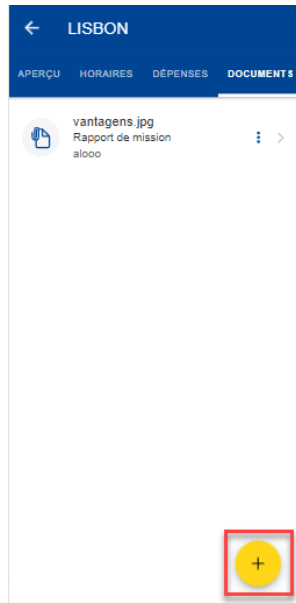 LISBON
APERÇU HORAIRES DÉPENSES DOCUMENTS
vantagens.jpg
Rapport de mission
alooo
+